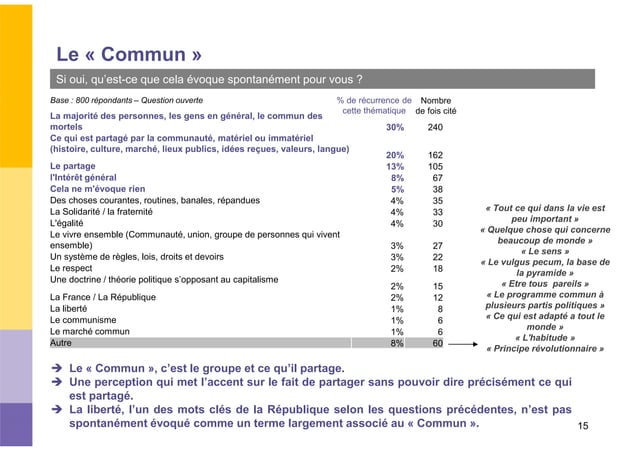 Le « Commun »
Si oui, qu’est-ce que cela évoque spontanément pour vous ?
Base : 800 répondants – Question ouverte
% de récurrence de cette thématique
Nombre de fois cité
La majorité des personnes, les gens en général, le commun des
mortels 30% 240
Ce qui est partagé par la communauté, matériel ou immatériel
(histoire, culture, marché, lieux publics, idées reçues, valeurs, langue) 20% 162
Le partage 13% 105
l'Intérêt général 8% 67
Cela ne m'évoque rien 5% 38
Des choses courantes, routines, banales, répandues 4% 35
La Solidarité / la fraternité 4% 33
L'égalité 4% 30
Le vivre ensemble (Communauté, union, groupe de personnes qui vivent
ensemble) 3% 27
Un système de règles, lois, droits et devoirs 3% 22
Le respect 2% 18
Une doctrine / théorie politique s’opposant au capitalisme 2% 15
La France / La République 2% 12
La liberté 1% 8
Le communisme 1% 6
Le marché commun 1% 6
Autre 8% 60
« Tout ce qui dans la vie est
peu important »
« Quelque chose qui concerne
beaucoup de monde »
« Le sens »
« Le vulgus pecum, la base de
la pyramide »
« Etre tous pareils »
« Le programme commun à
plusieurs partis politiques »
« Ce qui est adapté a tout le
monde »
« L'habitude »
« Principe révolutionnaire »
➔ Le « Commun », c’est le groupe et ce qu’il partage.
➔ Une perception qui met l’accent sur le fait de partager sans pouvoir dire précisément ce qui
est partagé.
➔ La liberté, l’un des mots clés de la République selon les questions précédentes, n’est pas
spontanément évoqué comme un terme largement associé au « Commun ».
15